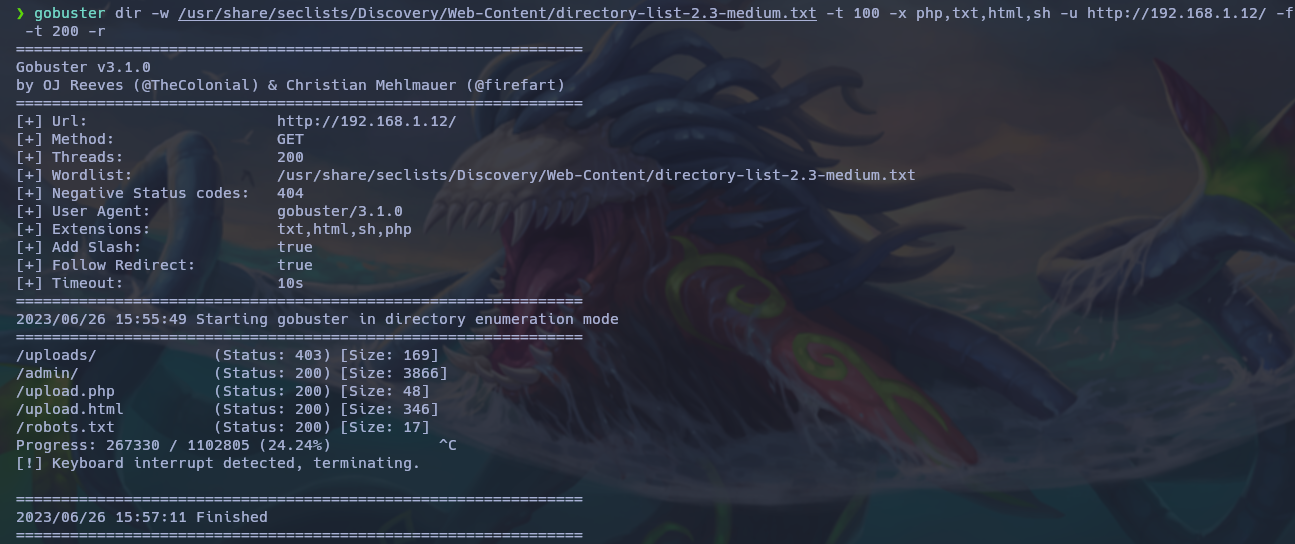 ❯ gobuster dir -w /usr/share/seclists/Discovery/Web-Content/directory-list-2.3-medium.txt -t 100 -x php,txt,html,sh -u http://192.168.1.12/ -f
-t 200 -r
===============================================================
Gobuster v3.1.0
by OJ Reeves (@TheColonial) & Christian Mehlmauer (@firefart)
===============================================================
[+] Url:                     http://192.168.1.12/
[+] Method:                  GET
[+] Threads:                 200
[+] Wordlist:                /usr/share/seclists/Discovery/Web-Content/directory-list-2.3-medium.txt
[+] Negative Status codes:   404
[+] User Agent:              gobuster/3.1.0
[+] Extensions:              txt,html,sh,php
[+] Add Slash:               true
[+] Follow Redirect:         true
[+] Timeout:                 10s
===============================================================
2023/06/26 15:55:49 Starting gobuster in directory enumeration mode
===============================================================
/uploads/             (Status: 403) [Size: 169]
/admin/               (Status: 200) [Size: 3866]
/upload.php           (Status: 200) [Size: 48]
/upload.html          (Status: 200) [Size: 346]
/robots.txt           (Status: 200) [Size: 17]
Progress: 267330 / 1102805 (24.24%)            ^C
[!] Keyboard interrupt detected, terminating.
===============================================================
2023/06/26 15:57:11 Finished
===============================================================